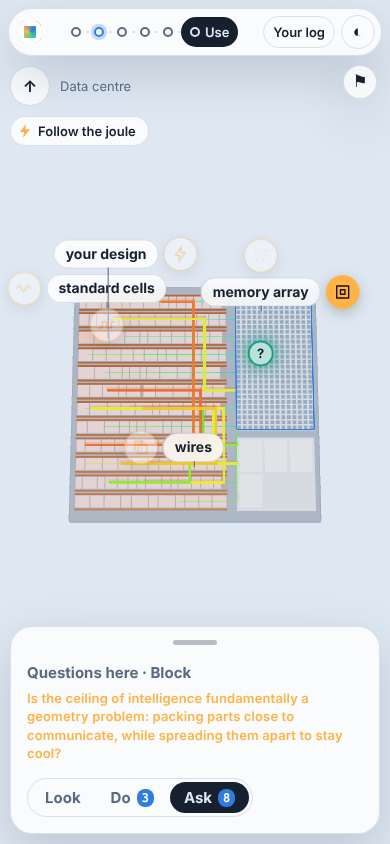 Use
Your log
Data centre
Follow the joule
your design
standard cells
memory array
?
wires
Questions here · Block
Is the ceiling of intelligence fundamentally a
geometry problem: packing parts close to
communicate, while spreading them apart to stay
cool?
Look
Do 3
Ask 8